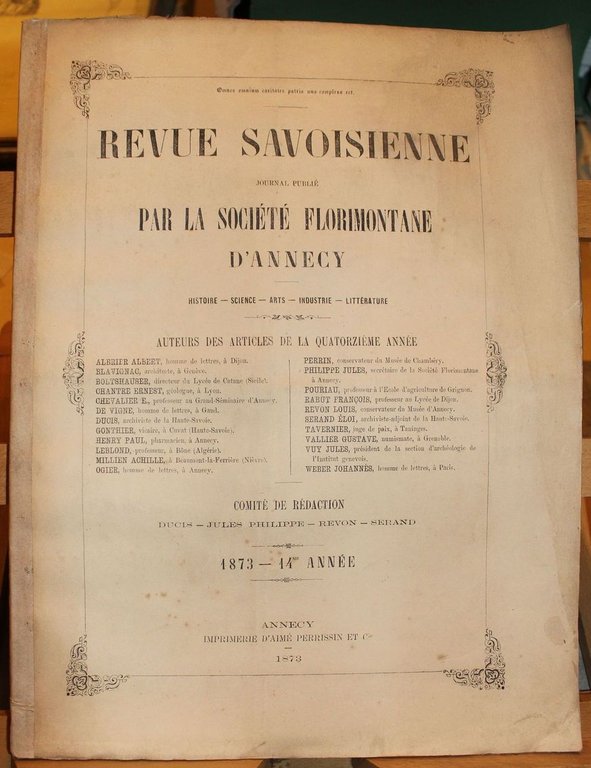 Omnes omnium caritates patria una complexa est.
REVUE SAVOISIENNE
JOURNAL PUBLIÉ
PAR LA SOCIÉTÉ FLORIMONTANE
D'ANNECY
HISTOIRE — SCIENCE — ARTS — INDUSTRIE — LITTÉRATURE
AUTEURS DES ARTICLES DE LA QUATORZIÈME ANNÉE
ALBRIER ALBERT, homme de lettres, à Dijon.
BLAVIGNAC, architecte, à Genève.
BOLTSHAUSER, directeur du Lycée de Catane (Sicile).
CHANTRE ERNEST, géologue, à Lyon.
CHEVALIER E., professeur au Grand-Séminaire d'Annecy.
DE VIGNE, homme de lettres, à Gand.
DUCIS, archiviste de la Haute-Savoie.
GONTHIER, vicaire, à Cuvat (Haute-Savoie).
HENRY PAUL, pharmacien, à Annecy.
LEBLOND, professeur, à Bône (Algérie).
MILLIEN ACHILLE, à Beaumont-la-Ferrière (Nièvre).
OGIER, homme de lettres, à Annecy.
PERRIN, conservateur du Musée de Chambéry.
PHILIPPE JULES, secrétaire de la Société Florimontane
à Annecy.
POURIAU, professeur à l'Ecole d'agriculture de Grignon.
RABUT FRANÇOIS, professeur au Lycée de Dijon.
REVON LOUIS, conservateur du Musée d'Annecy.
SERAND ÉLOI, archiviste-adjoint de la Haute-Savoie.
TAVERNIER, juge de paix, à Taninges.
VALLIER GUSTAVE, numismate, à Grenoble.
VUY JULES, président de la section d'archéologie de
l'Institut genevois.
WEBER JOHANNÈS, homme de lettres, à Paris.
COMITÉ DE RÉDACTION
DUCIS — JULES PHILIPPE — REVON — SERAND
1873 — 14me ANNÉE
ANNECY
IMPRIMERIE D'AIMÉ PERRISSIN ET Cie
1873